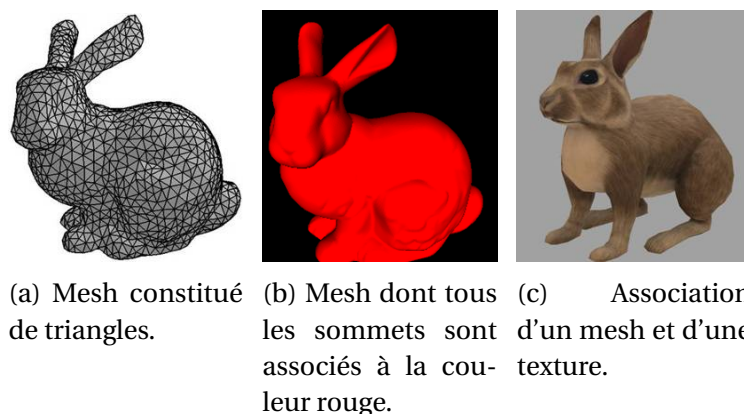 (a) Mesh constitué
de triangles.
(b) Mesh dont tous
les sommets sont
associés à la cou-
leur rouge.
(c) Association
d'un mesh et d'une
texture.